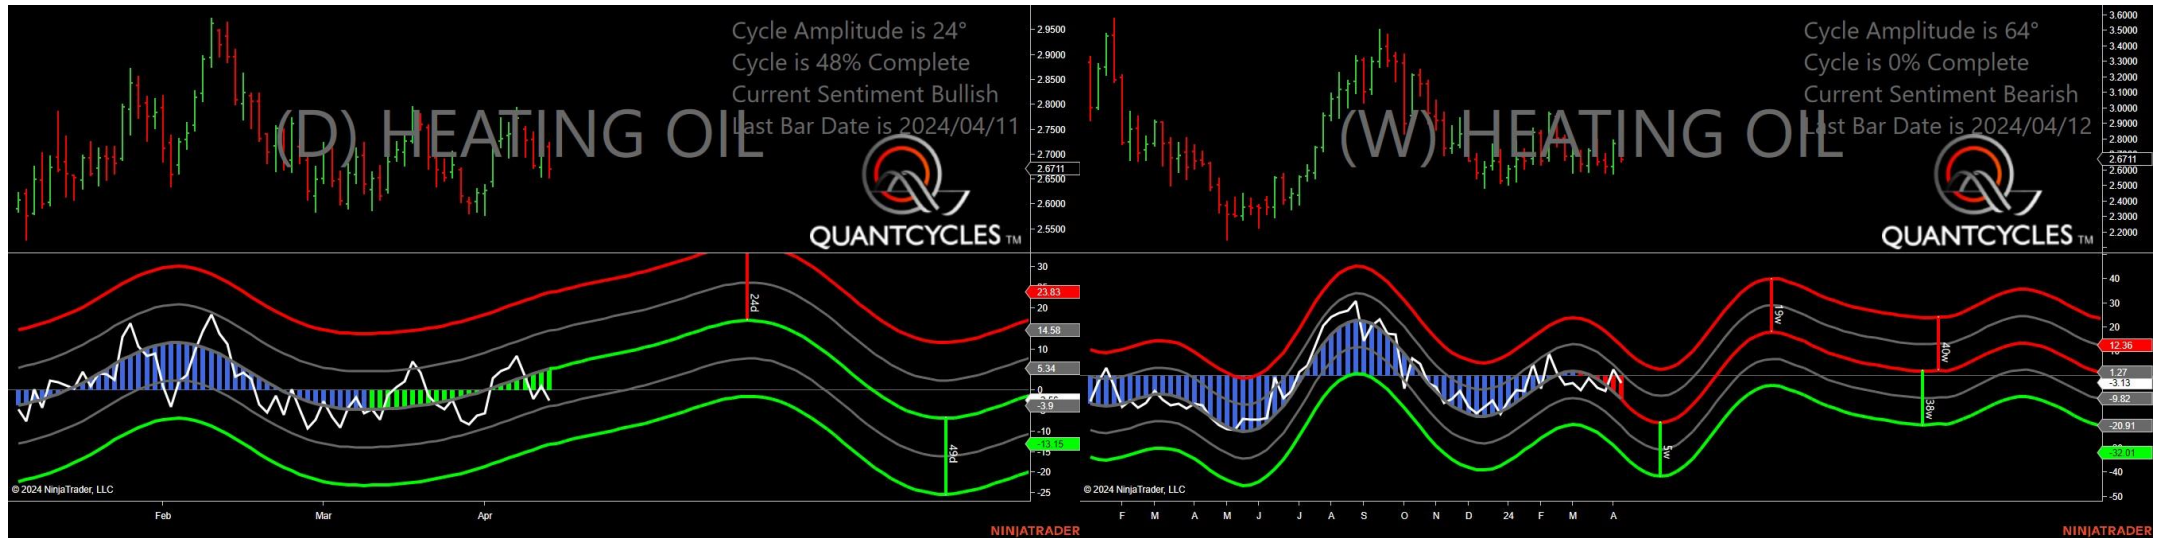 Cycle Amplitude is 24°
Cycle is 48% Complete
Current Sentiment Bullish
Last Bar Date is 2024/04/11
(D) HEATING OIL
QUANTCYCLES TM
2.9500
2.9000
2.8500
2.8000
2.7500
2.7000
2.6711
2.6500
2.6000
2.5500
30
23.83
20
14.58
10
5.34
0
-3.9
-10
-13.15
-15
-20
-25
24d
49d
© 2024 NinjaTrader, LLC
Feb Mar Apr
NINJATRADER
Cycle Amplitude is 64°
Cycle is 0% Complete
Current Sentiment Bearish
Last Bar Date is 2024/04/12
(W) HEATING OIL
QUANTCYCLES TM
3.6000
3.5000
3.4000
3.3000
3.2000
3.1000
3.0000
2.9000
2.8000
2.6711
2.6000
2.5000
2.4000
2.3000
2.2000
40
30
20
12.36
1.27
-3.13
-9.82
-20.91
-32.01
-40
-50
19w
40w
38w
5w
© 2024 NinjaTrader, LLC
F M A M J J A S O N D 24 F M A
NINJATRADER